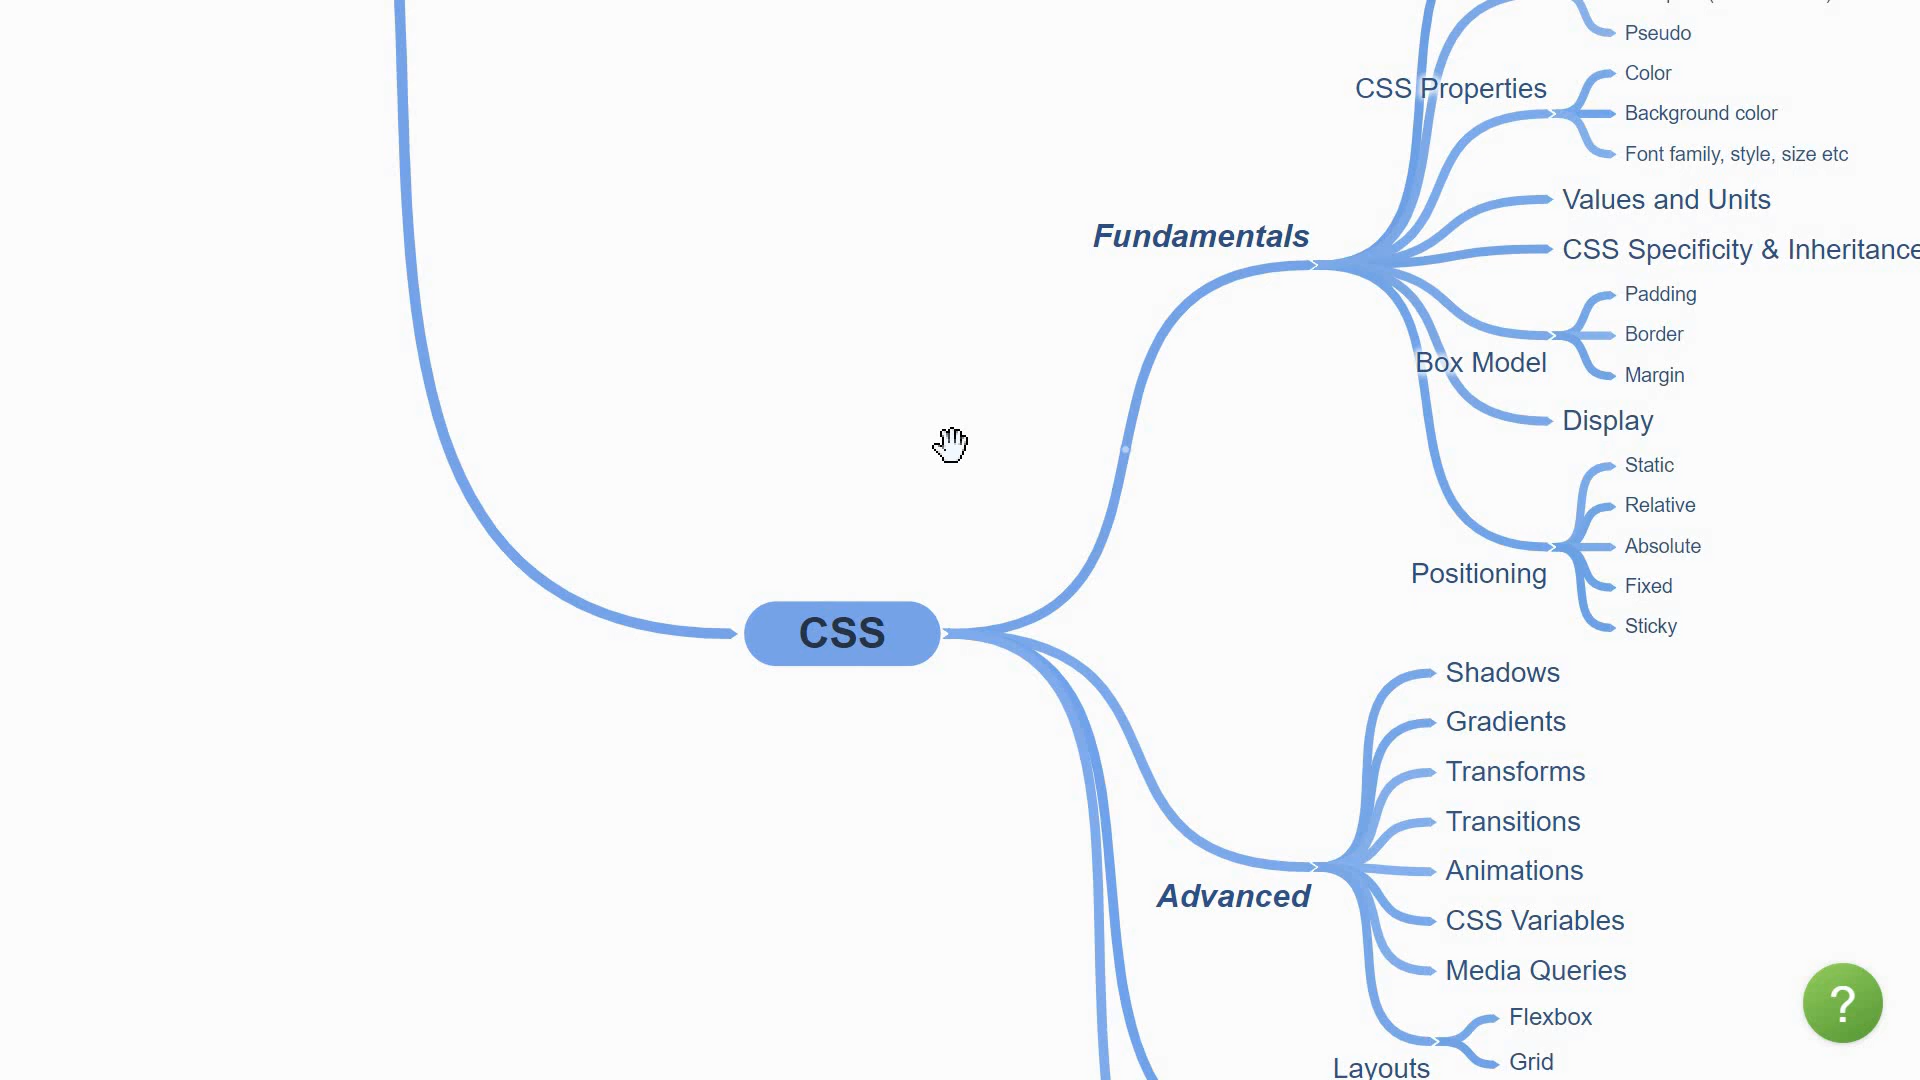 Pseudo
CSS Properties
Color
Background color
Font family, style, size etc
Values and Units
Fundamentals
CSS Specificity & Inheritance
Padding
Border
Box Model
Margin
Display
Static
Relative
Absolute
Positioning
Fixed
Sticky
CSS
Shadows
Gradients
Transforms
Transitions
Animations
Advanced
CSS Variables
Media Queries
Flexbox
Layouts
Grid
?